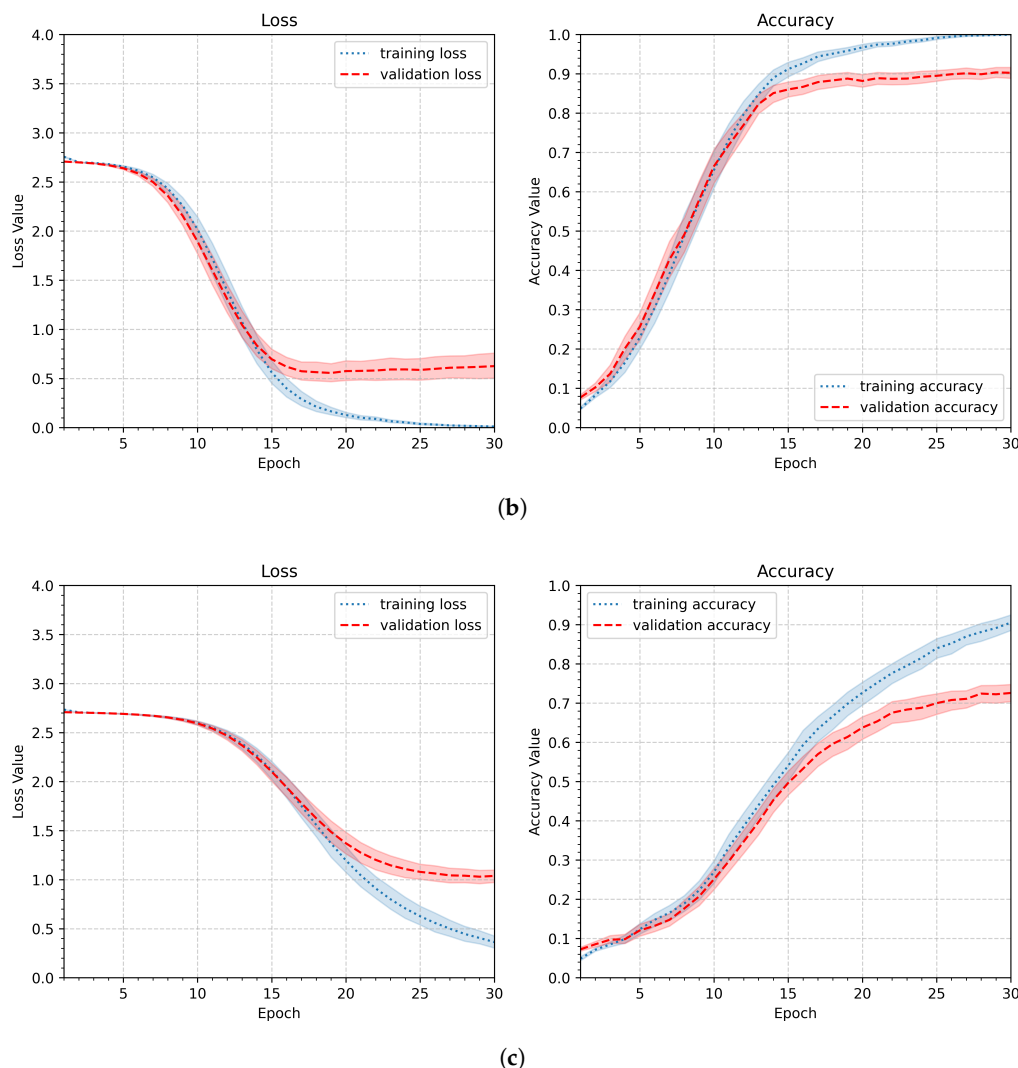 Loss
Accuracy
training loss
validation loss
4.0
3.5
3.0
2.5
2.0
1.5
1.0
0.5
0.0
Loss Value
5
10
15
20
25
30
Epoch
1.0
0.9
0.8
0.7
0.6
0.5
0.4
0.3
0.2
0.1
0.0
Accuracy Value
training accuracy
validation accuracy
5
10
15
20
25
30
Epoch
(b)
Loss
Accuracy
training loss
validation loss
4.0
3.5
3.0
2.5
2.0
1.5
1.0
0.5
0.0
Loss Value
5
10
15
20
25
30
Epoch
training accuracy
validation accuracy
1.0
0.9
0.8
0.7
0.6
0.5
0.4
0.3
0.2
0.1
0.0
Accuracy Value
5
10
15
20
25
30
Epoch
(c)